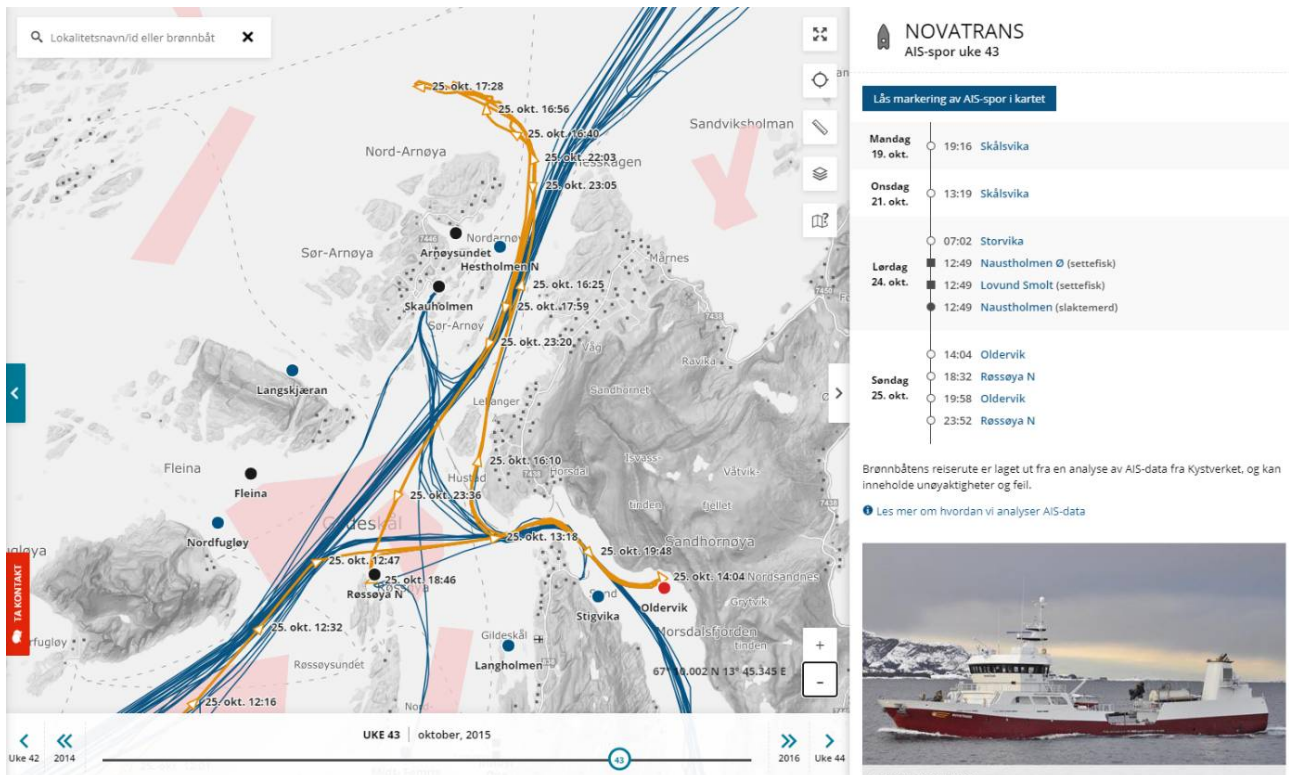 Lokalitetsnavn/id eller brønnbåt
25. okt. 17:28
25. okt. 16:56
25. okt. 16:40
Sandviksholman
Nord-Arnøya
25. okt. 22:03
25. okt. 23:05
Sør-Arnøya
Arnøysundet
Hestholmen N
Mårnes
Skauholmen
25. okt. 16:25
25. okt. 17:59
Sør-Arnøy
25. okt. 23:20
Våg
Ravika
Langskjæran
Sandhornet
Fleina
25. okt. 16:10
Horsdal
Isvass-
tinden
Våtvik-
fjellet
Fleina
25. okt. 23:36
Nordfugløy
25. okt. 13:18
Sandhornøya
25. okt. 19:48
25. okt. 12:47
25. okt. 18:46
25. okt. 14:04
Nordsandnes
Røssøya N
Oldervik
Stigvika
25. okt. 12:32
Gildeskål
Langholmen
Morsdalsfjorden
tinden
Røssøysundet
25. okt. 12:16
TA KONTAKT
+
-
Uke 42
2014
UKE 43 | oktober, 2015
43
2016
Uke 44
NOVATRANS
AIS-spor uke 43
Lås markering av AIS-spor i kartet
Mandag
19. okt.
19:16 Skålsvika
Onsdag
21. okt.
13:19 Skålsvika
Lørdag
24. okt.
07:02 Storvika
12:49 Naustholmen Ø (settefisk)
12:49 Lovund Smolt (settefisk)
12:49 Naustholmen (slaktemerd)
Søndag
25. okt.
14:04 Oldervik
18:32 Røssøya N
19:58 Oldervik
23:52 Røssøya N
Brønnbåtens reiserute er laget ut fra en analyse av AIS-data fra Kystverket, og kan
inneholde unøyaktigheter og feil.
Les mer om hvordan vi analyser AIS-data